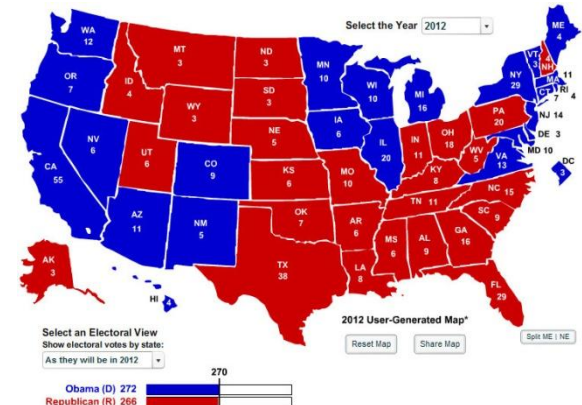 Select the Year 2012
WA
12
OR
7
CA
55
NV
6
ID
4
MT
3
WY
3
UT
6
AZ
11
CO
9
NM
5
ND
3
SD
3
NE
5
KS
6
OK
7
TX
38
MN
10
IA
6
MO
10
AR
6
LA
8
WI
10
IL
20
MI
16
IN
11
OH
18
KY
8
TN 11
MS
6
AL
9
GA
16
FL
29
SC
9
NC 15
VA
13
WV
5
PA
20
NY
29
VT
3
NH
4
ME
4
MA
11
RI
4
CT
7
NJ 14
DE 3
MD 10
DC
3
AK
3
HI
4
2012 User-Generated Map*
Reset Map
Share Map
Split ME | NE
Select an Electoral View
Show electoral votes by state:
As they will be in 2012
270
Obama (D) 272
Republican (R) 266